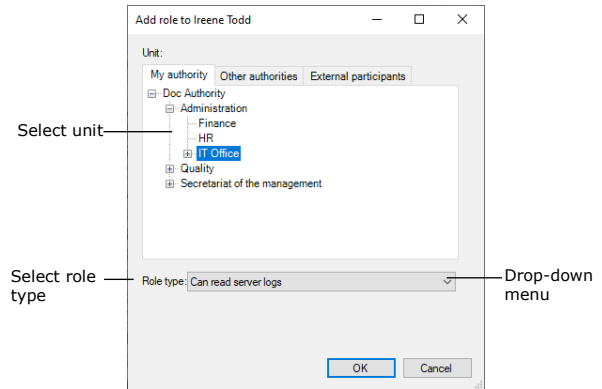 Add role to Ireene Todd
Unit:
My authority Other authorities External participants
Doc Authority
Administration
Finance
Select unit
HR
IT Office
Quality
Secretariat of the management
Select role
type
Role type: Can read server logs
Drop-down
menu
OK Cancel